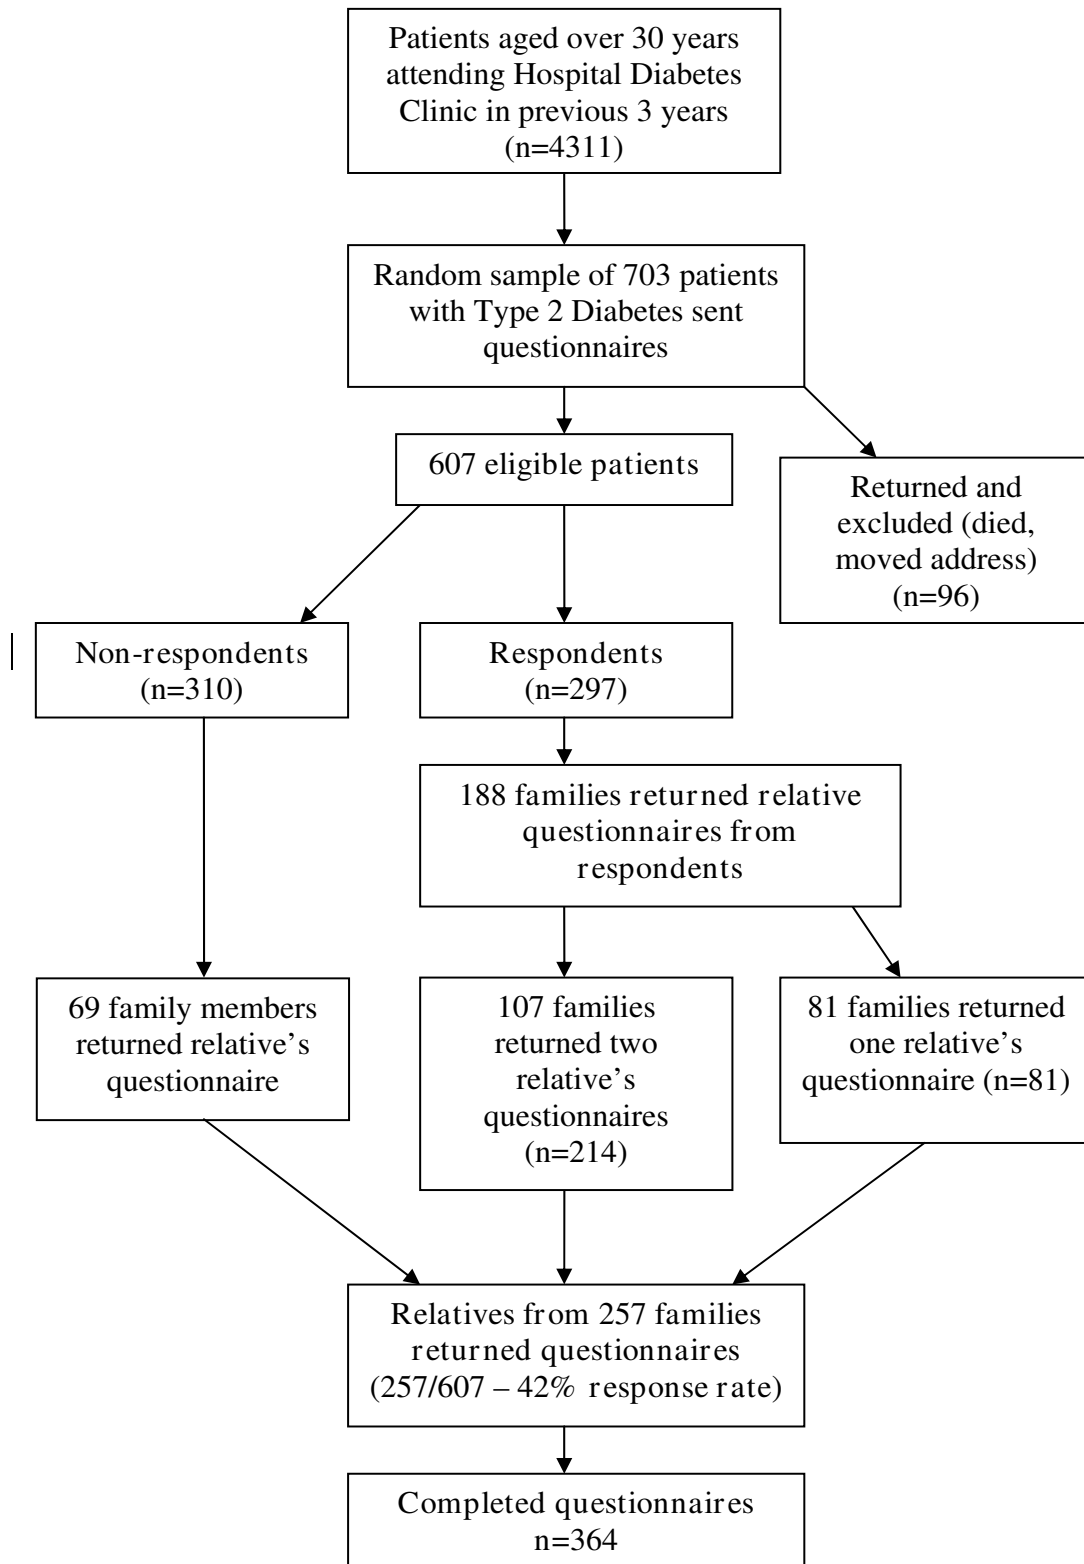 Patients aged over 30 years
attending Hospital Diabetes
Clinic in previous 3 years
(n=4311)
Random sample of 703 patients
with Type 2 Diabetes sent
questionnaires
607 eligible patients
Returned and
excluded (died,
moved address)
(n=96)
Non-respondents
(n=310)
Respondents
(n=297)
188 families returned relative
questionnaires from
respondents
69 family members
returned relative’s
questionnaire
107 families
returned two
relative’s
questionnaires
(n=214)
81 families returned
one relative’s
questionnaire (n=81)
Relatives from 257 families
returned questionnaires
(257/607 – 42% response rate)
Completed questionnaires
n=364